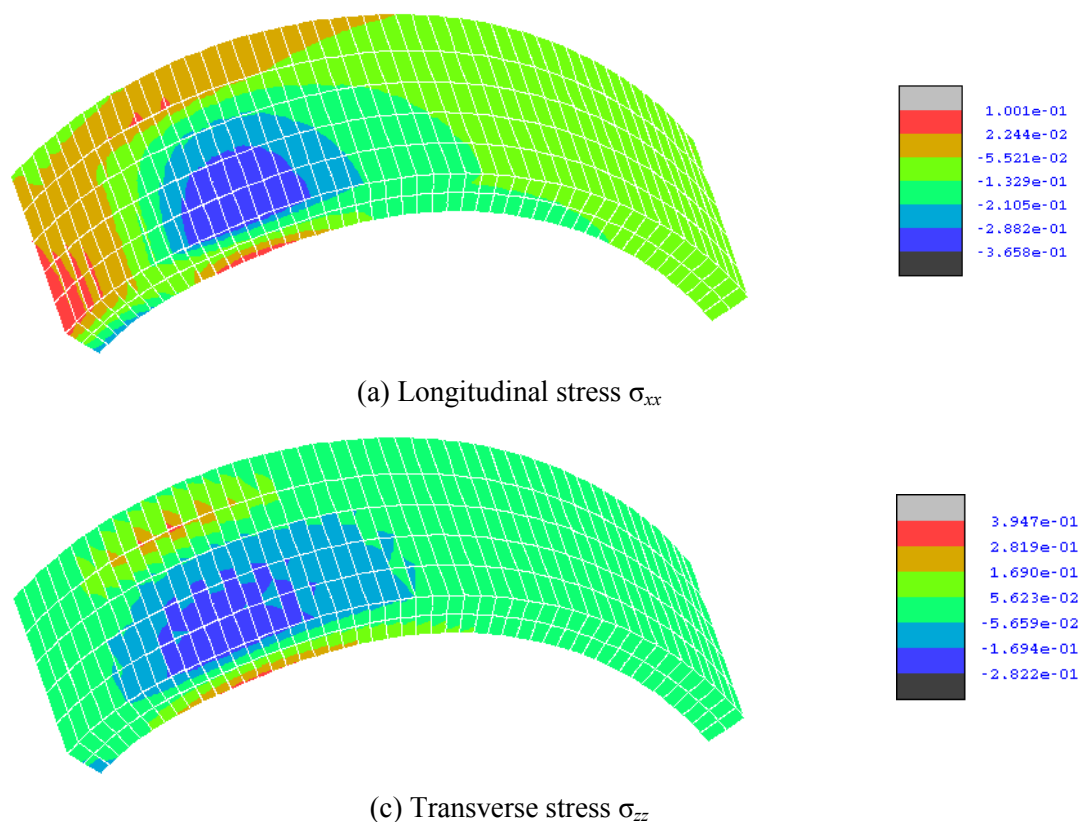 1.001e-01
2.244e-02
-5.521e-02
-1.329e-01
-2.105e-01
-2.882e-01
-3.658e-01
(a) Longitudinal stress σxx
3.947e-01
2.819e-01
1.690e-01
5.623e-02
-5.659e-02
-1.694e-01
-2.822e-01
(c) Transverse stress σzz